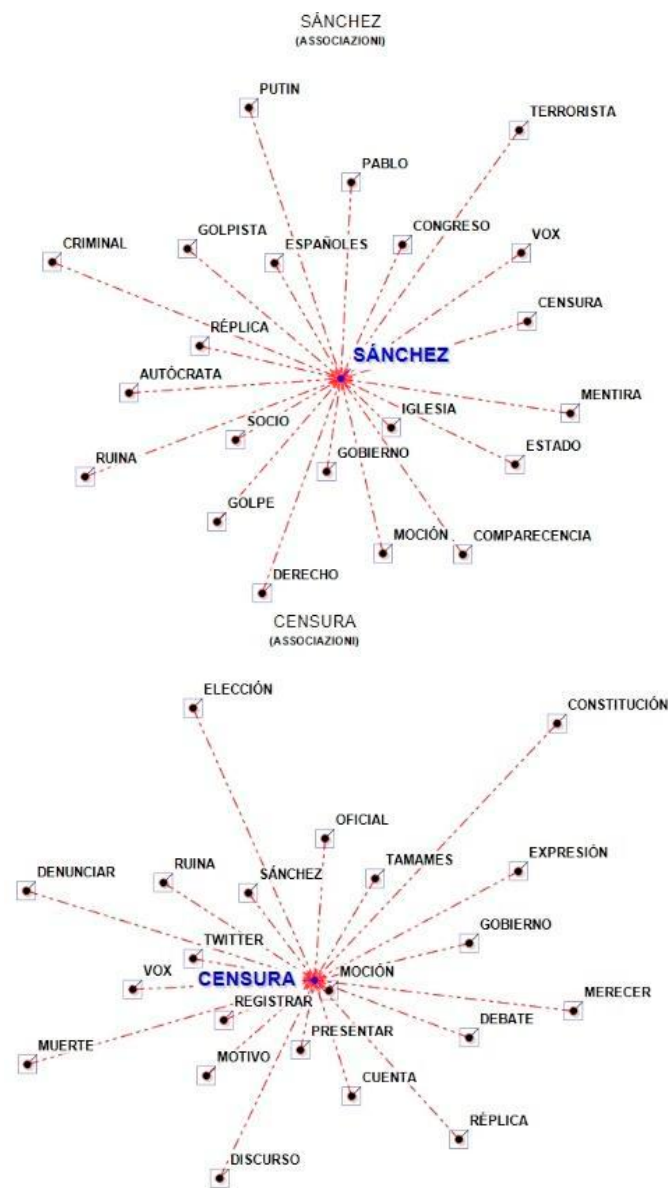 SÁNCHEZ
(ASSOCIAZIONI)
PUTIN
TERRORISTA
PABLO
GOLPISTA
CONGRESO
CRIMINAL
ESPAÑOLES
VOX
CENSURA
RÉPLICA
SÁNCHEZ
AUTÓCRATA
MENTIRA
SOCIO
IGLESIA
RUINA
GOBIERNO
ESTADO
GOLPE
MOCIÓN
COMPARECENCIA
DERECHO
CENSURA
(ASSOCIAZIONI)
ELECCIÓN
CONSTITUCIÓN
OFICIAL
DENUNCIAR
RUINA
SÁNCHEZ
TAMAMES
EXPRESIÓN
GOBIERNO
TWITTER
VOX
CENSURA
MOCIÓN
REGISTRAR
MERECER
MUERTE
PRESENTAR
DEBATE
MOTIVO
CUENTA
RÉPLICA
DISCURSO